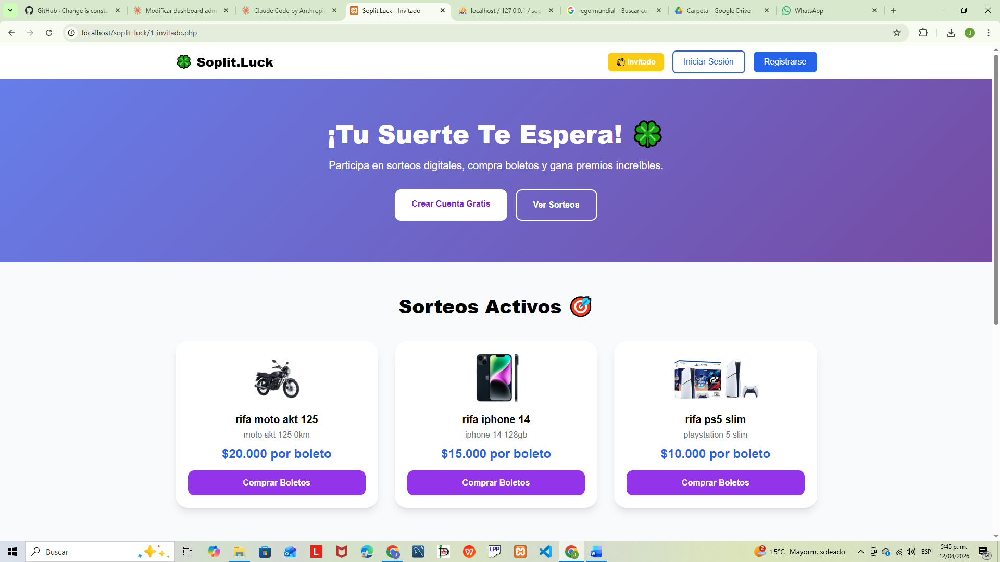 GitHub · Change is consta
Modificar dashboard adm
Claude Code by Anthropic
Soplit.Luck - Invitado
localhost / 127.0.0.1 / sop
lego mundial - Buscar con
Carpeta - Google Drive
WhatsApp
localhost/soplit_luck/1_invitado.php
J
Soplit.Luck
Invitado
Iniciar Sesión
Registrarse
¡Tu Suerte Te Espera!
Participa en sorteos digitales, compra boletos y gana premios increíbles.
Crear Cuenta Gratis
Ver Sorteos
Sorteos Activos
rifa moto akt 125
moto akt 125 0km
$20.000 por boleto
Comprar Boletos
rifa iphone 14
iphone 14 128gb
$15.000 por boleto
Comprar Boletos
PS5
rifa ps5 slim
playstation 5 slim
$10.000 por boleto
Comprar Boletos
Buscar
2
15°C Mayorm. soleado
ESP
5:45 p. m.
12/04/2026
12